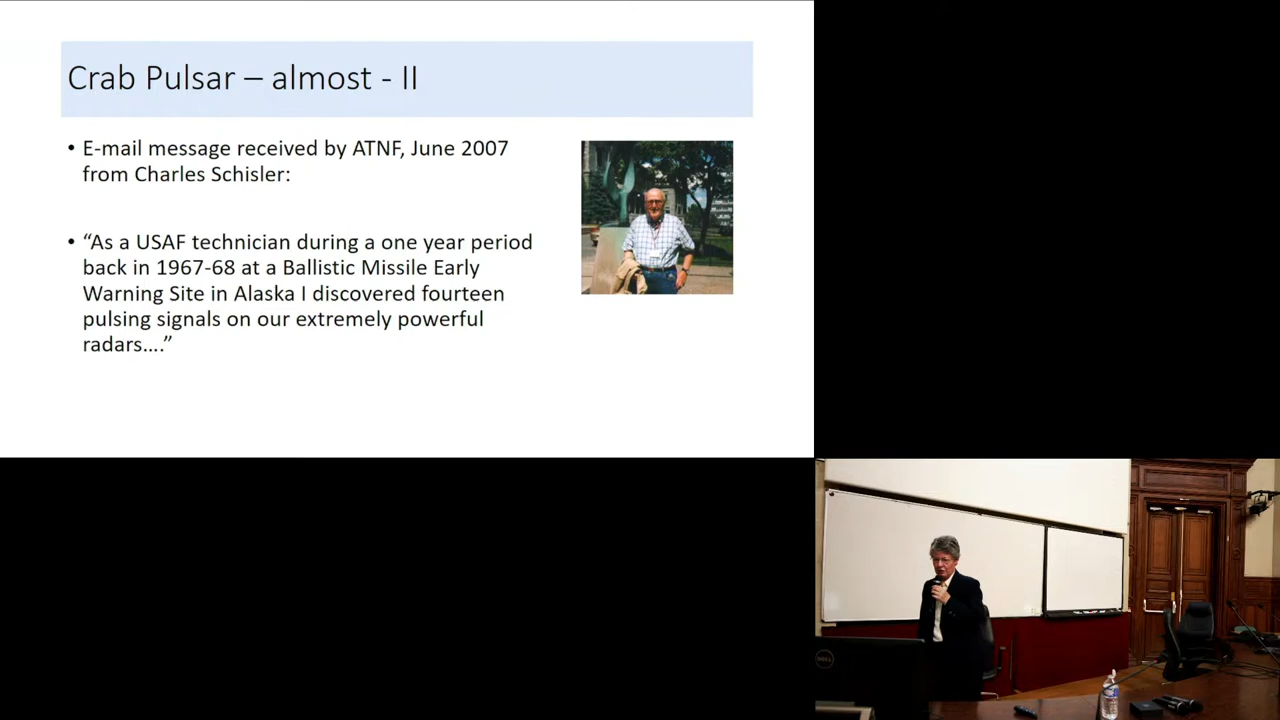 Crab Pulsar – almost - II
• E-mail message received by ATNF, June 2007
from Charles Schisler:
• “As a USAF technician during a one year period
back in 1967-68 at a Ballistic Missile Early
Warning Site in Alaska I discovered fourteen
pulsing signals on our extremely powerful
radars....”
DELL